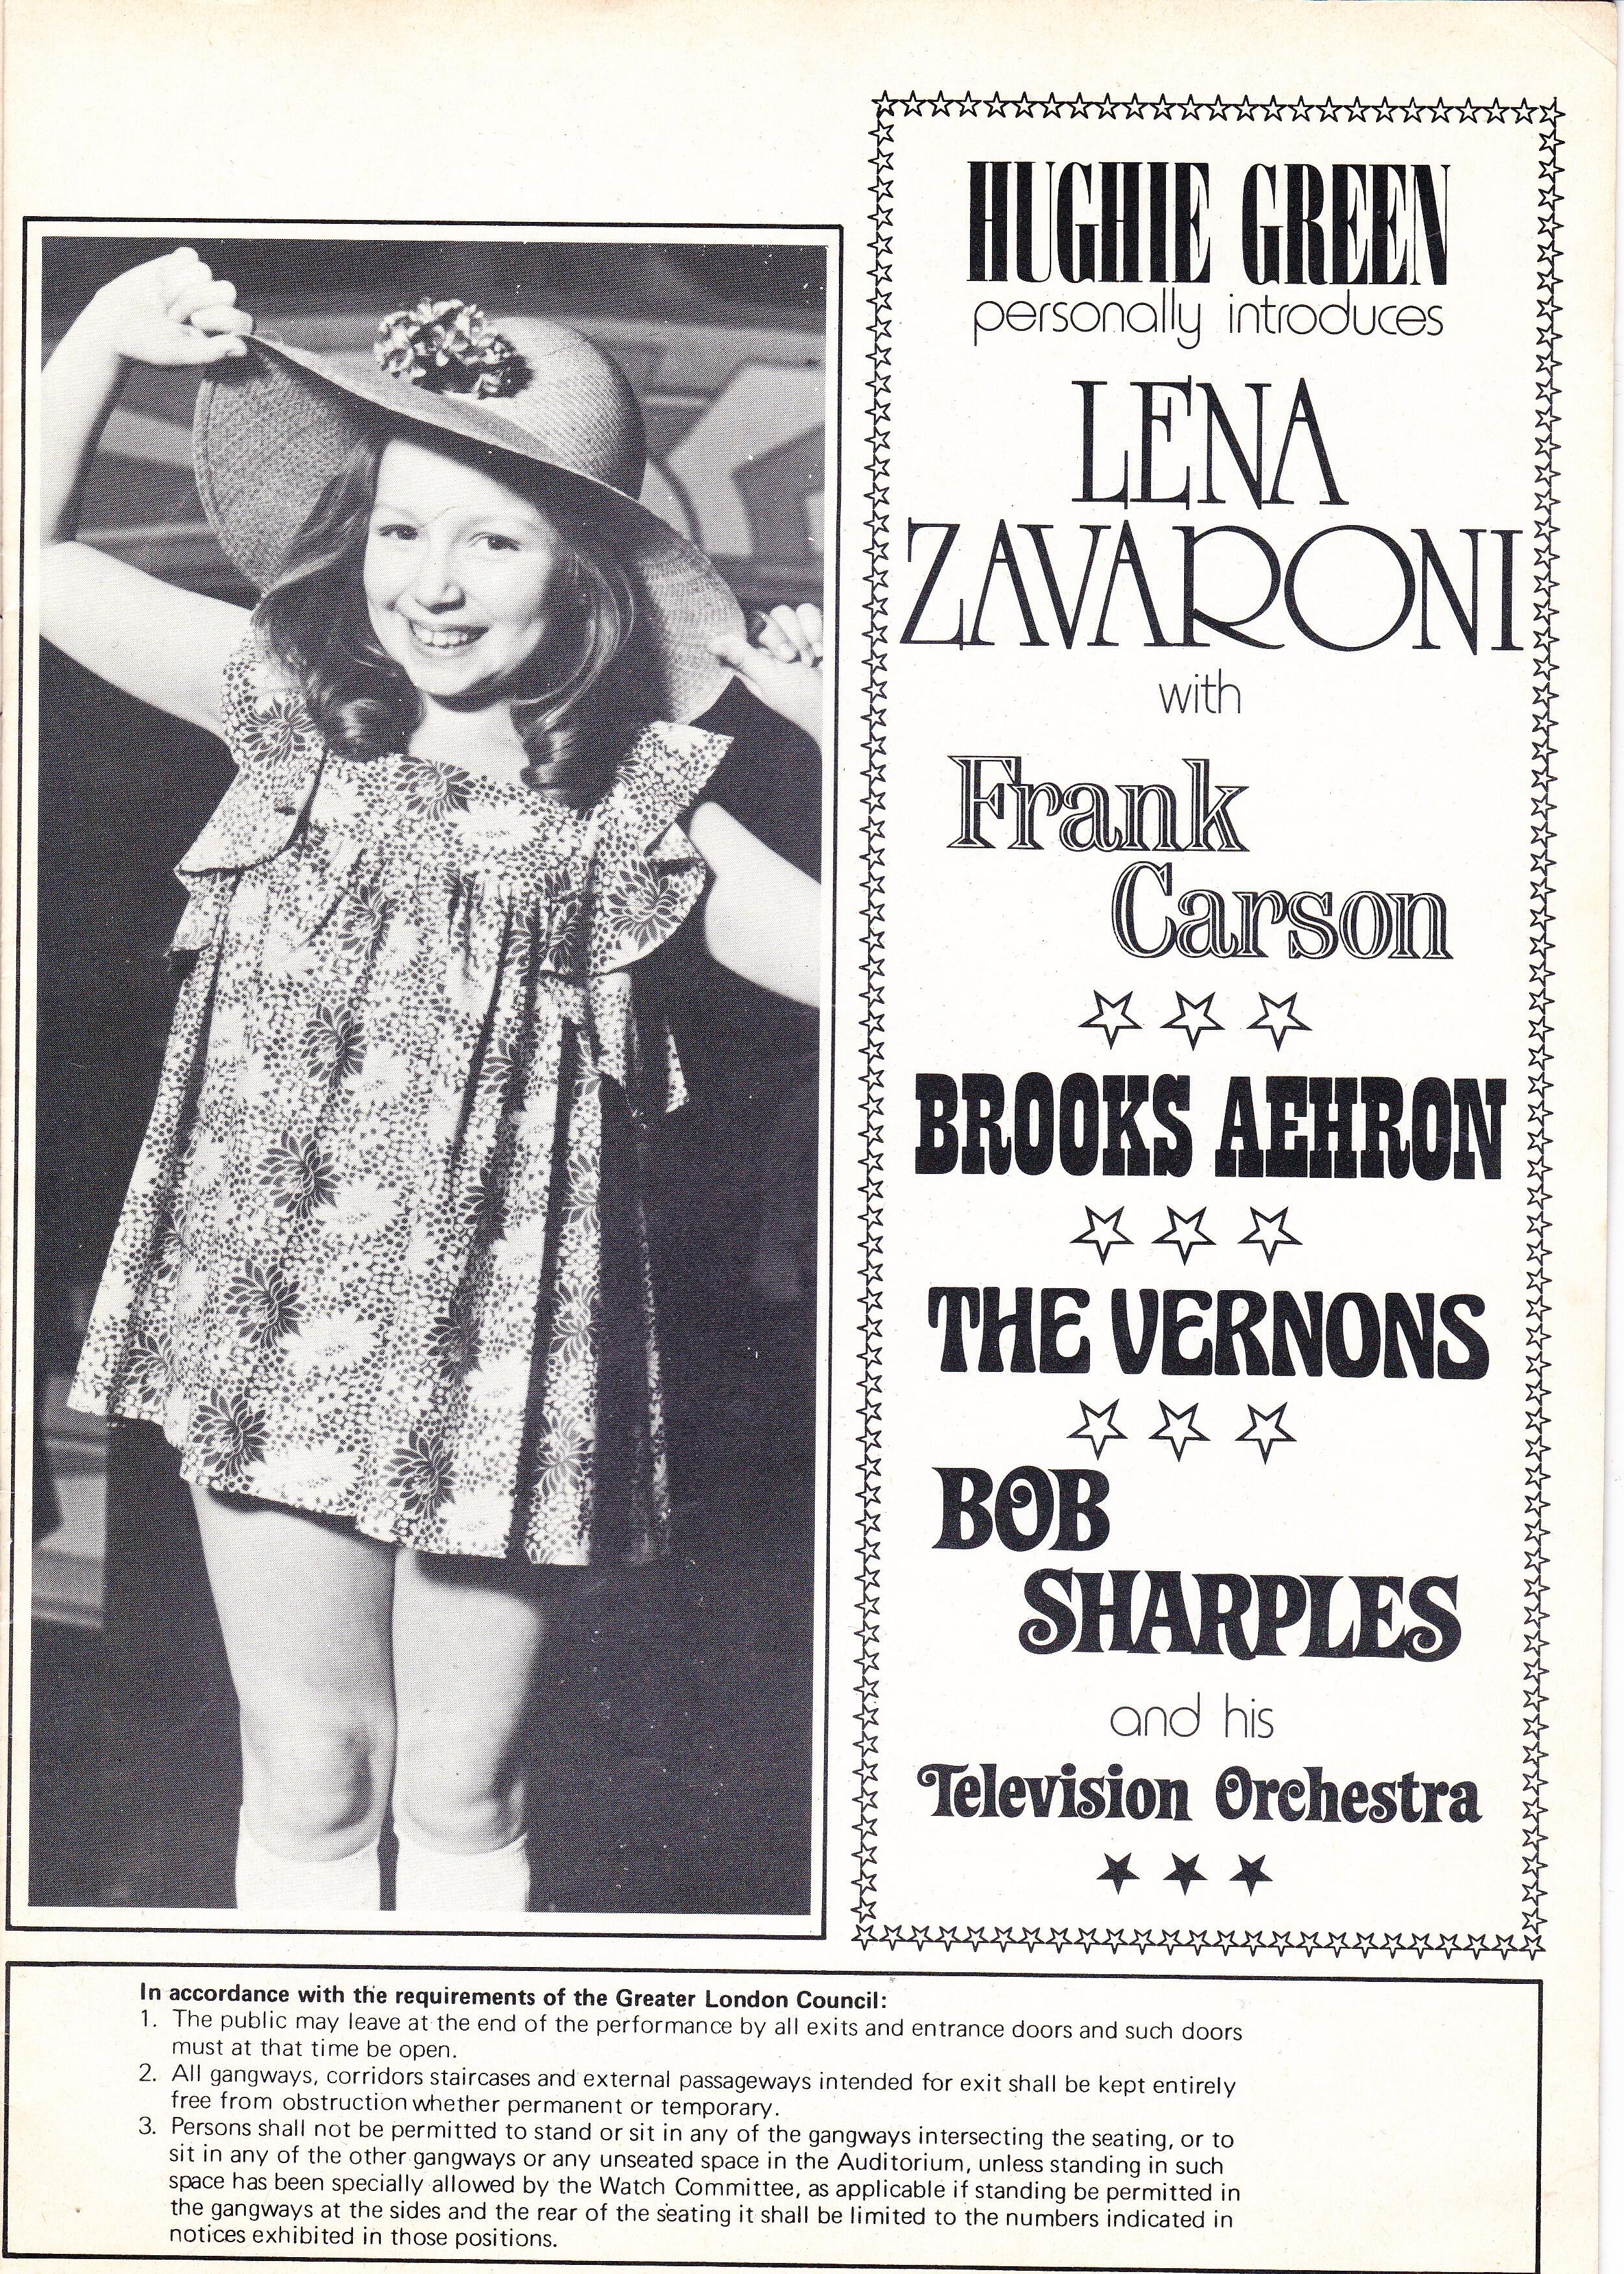 HUGHIE GREEN
personally introduces
LENA
ZAVARONI
with
Frank
Carson
BROOKS AEHRON
THE VERNONS
BOB
SHARPLES
and his
Television Orchestra
In accordance with the requirements of the Greater London Council:
1. The public may leave at the end of the performance by all exits and entrance doors and such doors
must at that time be open.
2. All gangways, corridors staircases and external passageways intended for exit shall be kept entirely
free from obstruction whether permanent or temporary.
3. Persons shall not be permitted to stand or sit in any of the gangways intersecting the seating, or to
sit in any of the other gangways or any unseated space in the Auditorium, unless standing in such
space has been specially allowed by the Watch Committee, as applicable if standing be permitted in
the gangways at the sides and the rear of the seating it shall be limited to the numbers indicated in
notices exhibited in those positions.